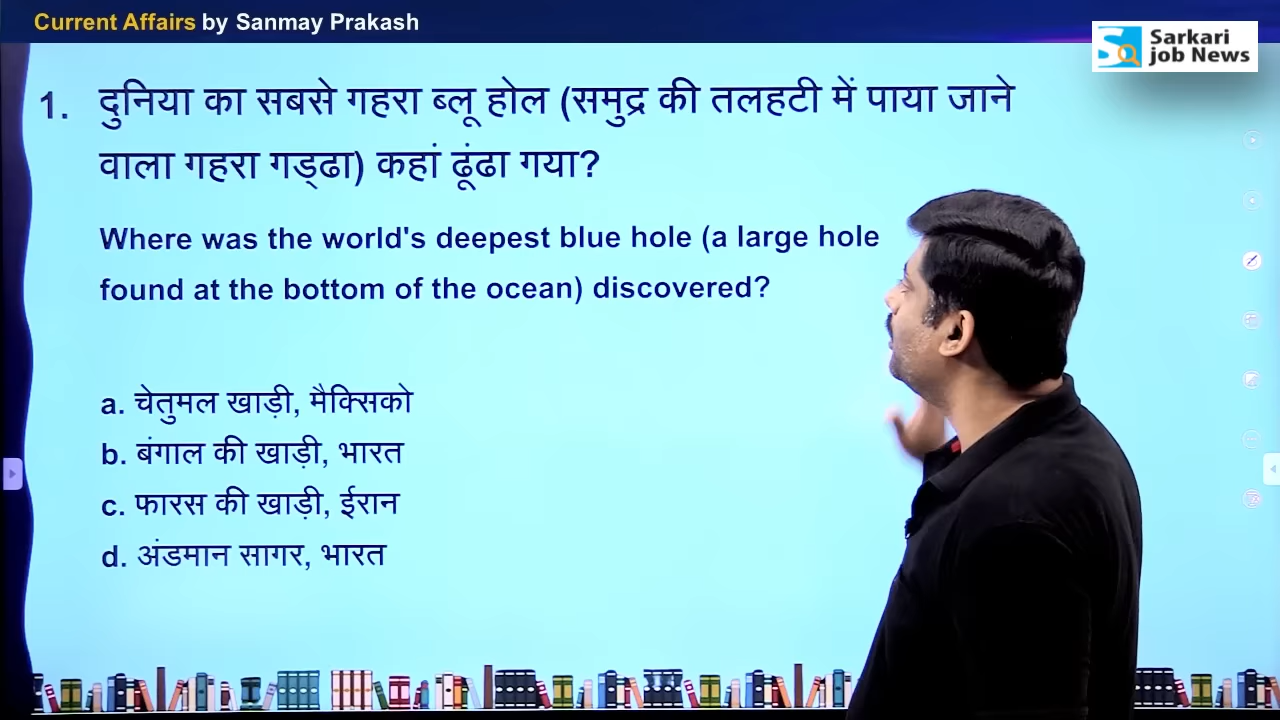 Current Affairs by Sanmay Prakash
Sarkari
job News
1. दुनिया का सबसे गहरा ब्लू होल (समुद्र की तलहटी में पाया जाने
वाला गहरा गड्ढा) कहां ढूंढा गया?
Where was the world's deepest blue hole (a large hole
found at the bottom of the ocean) discovered?
a. चेतुमल खाड़ी, मैक्सिको
b. बंगाल की खाड़ी, भारत
c. फारस की खाड़ी, ईरान
d. अंडमान सागर, भारत